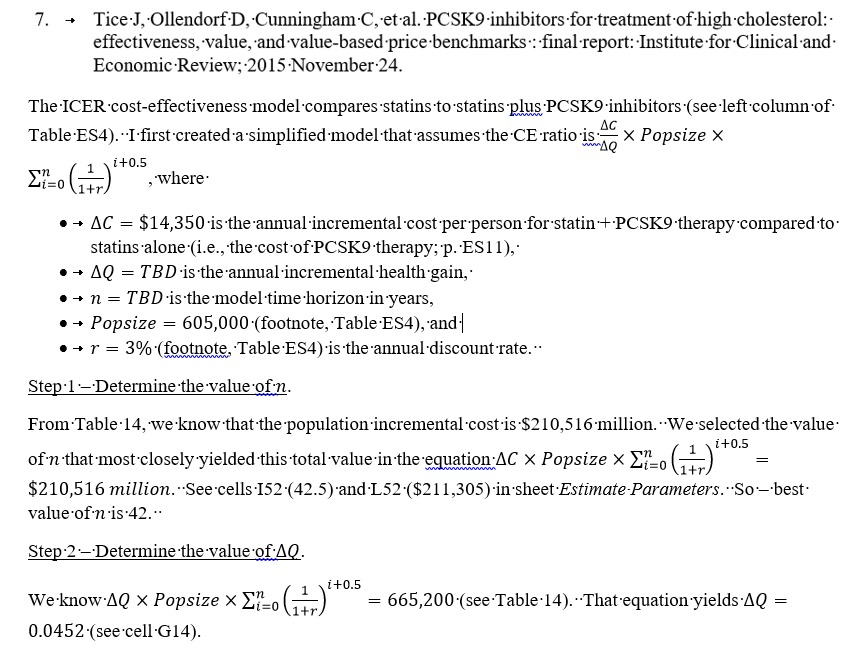 7. → Tice J, Ollendorf D, Cunningham C, et al. PCSK9 inhibitors for treatment of high cholesterol:
effectiveness, value, and value-based price benchmarks : final report: Institute for Clinical and
Economic Review; 2015 November 24.
The ICER cost-effectiveness model compares statins to statins plus PCSK9 inhibitors (see left column of
Table ES4). I first created a simplified model that assumes the CE ratio is ΔC/ΔQ × Popsize ×
Σⁿᵢ₌₀ (1/(1+r))^(i+0.5), where
● → ΔC = $14,350 is the annual incremental cost per person for statin + PCSK9 therapy compared to
statins alone (i.e., the cost of PCSK9 therapy; p. ES11),
● → ΔQ = TBD is the annual incremental health gain,
● → n = TBD is the model time horizon in years,
● → Popsize = 605,000 (footnote, Table ES4), and
● → r = 3% (footnote, Table ES4) is the annual discount rate.
Step 1 – Determine the value of n.
From Table 14, we know that the population incremental cost is $210,516 million. We selected the value
of n that most closely yielded this total value in the equation ΔC × Popsize × Σⁿᵢ₌₀ (1/(1+r))^(i+0.5) =
$210,516 million. See cells I52 (42.5) and L52 ($211,305) in sheet Estimate-Parameters. So – best
value of n is 42.
Step 2 – Determine the value of ΔQ.
We know ΔQ × Popsize × Σⁿᵢ₌₀ (1/(1+r))^(i+0.5) = 665,200 (see Table 14). That equation yields ΔQ =
0.0452 (see cell G14).